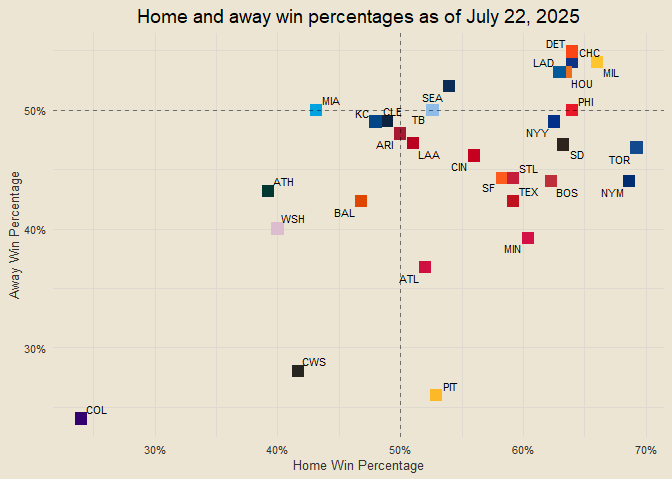 Home and away win percentages as of July 22, 2025
DET
CHC
LAD
MIL
HOU
SEA
50%
MIA
KC
CLE
TB
PHI
NYY
ARI
LAA
CIN
SD
TOR
ATH
STL
SF
TEX
BOS
NYM
BAL
WSH
40%
MIN
ATL
30%
CWS
PIT
COL
30%
40%
50%
60%
70%
Home Win Percentage
Away Win Percentage